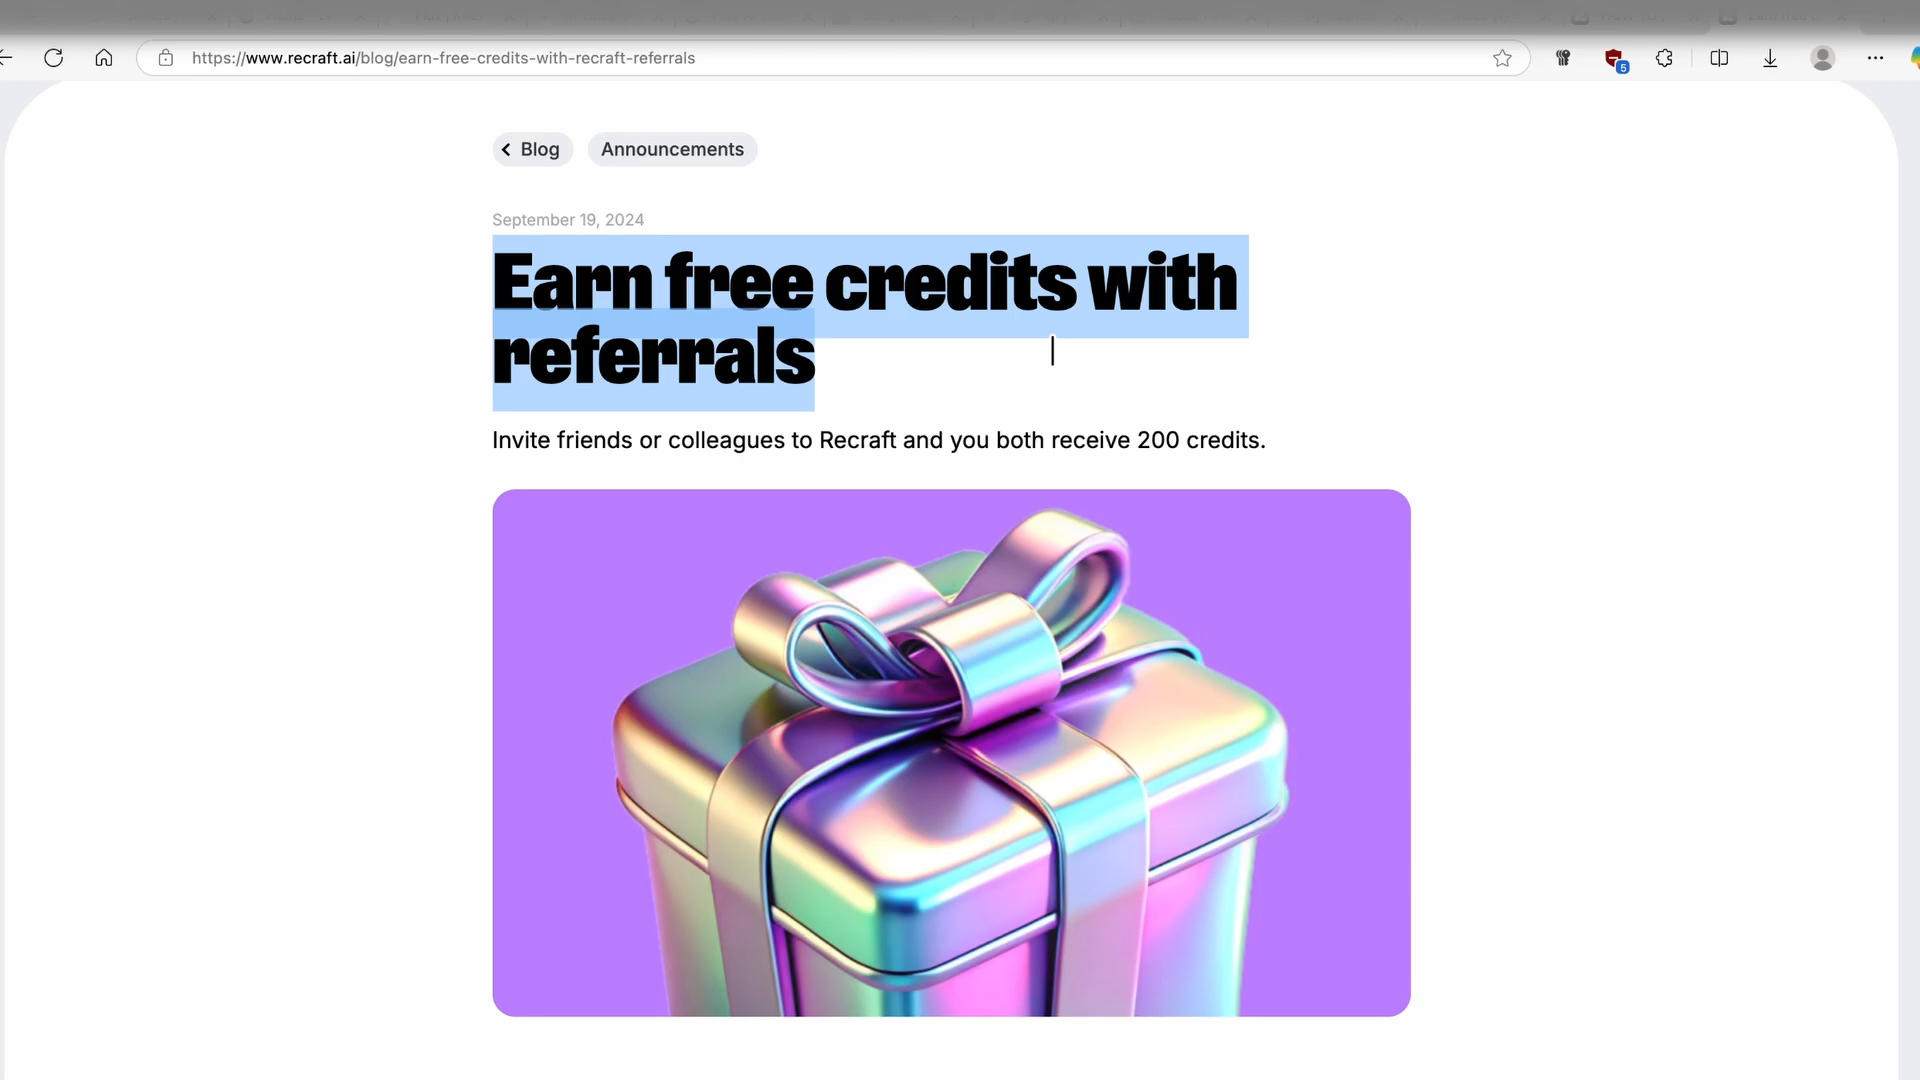 https://www.recraft.ai/blog/earn-free-credits-with-recraft-referrals
5
Blog
Announcements
September 19, 2024
Earn free credits with
referrals
Invite friends or colleagues to Recraft and you both receive 200 credits.